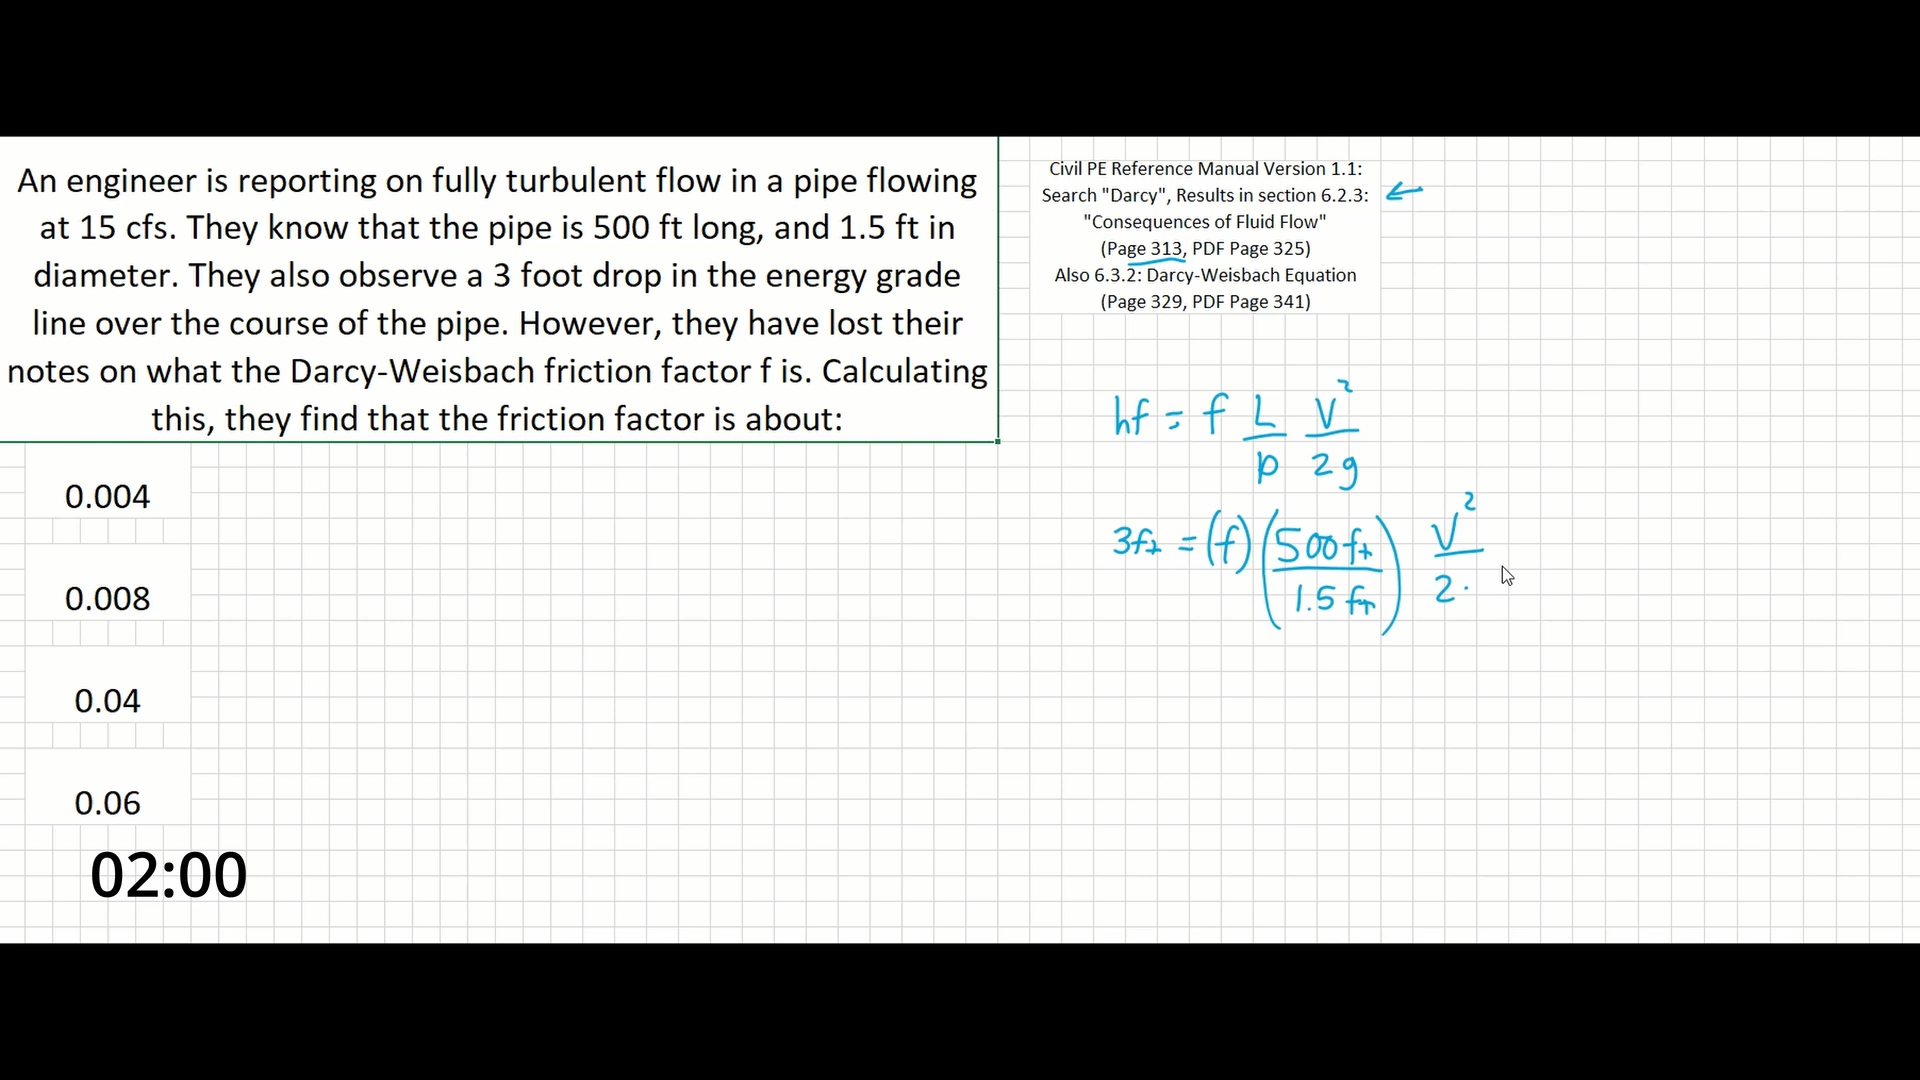 An engineer is reporting on fully turbulent flow in a pipe flowing
at 15 cfs. They know that the pipe is 500 ft long, and 1.5 ft in
diameter. They also observe a 3 foot drop in the energy grade
line over the course of the pipe. However, they have lost their
notes on what the Darcy-Weisbach friction factor f is. Calculating
this, they find that the friction factor is about:
0.004
0.008
0.04
0.06
02:00
Civil PE Reference Manual Version 1.1:
Search "Darcy", Results in section 6.2.3:
"Consequences of Fluid Flow"
(Page 313, PDF Page 325)
Also 6.3.2: Darcy-Weisbach Equation
(Page 329, PDF Page 341)
hf = f L/D V²/2g
3ft = (f) (500 ft/1.5 ft) V²/2·